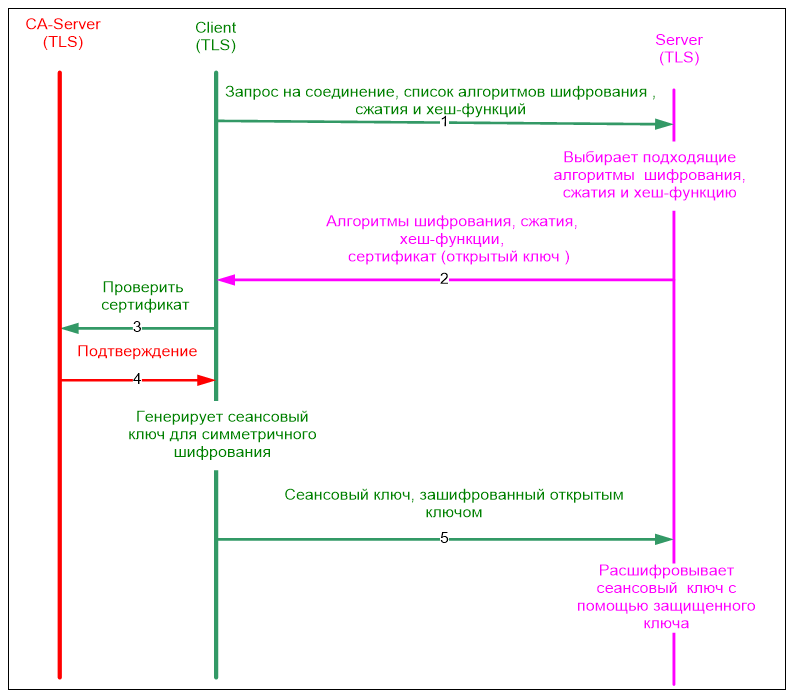 CA-Server
(TLS)
Client
(TLS)
Server
(TLS)
Запрос на соединение, список алгоритмов шифрования ,
сжатия и хеш-функций
1
Выбирает подходящие
алгоритмы шифрования,
сжатия и хеш-функцию
Алгоритмы шифрования, сжатия,
хеш-функции,
сертификат (открытый ключ )
2
Проверить
сертификат
3
Подтверждение
4
Генерирует сеансовый
ключ для симметричного
шифрования
Сеансовый ключ, зашифрованный открытым
ключом
5
Расшифровывает
сеансовый ключ с
помощью защищенного
ключа